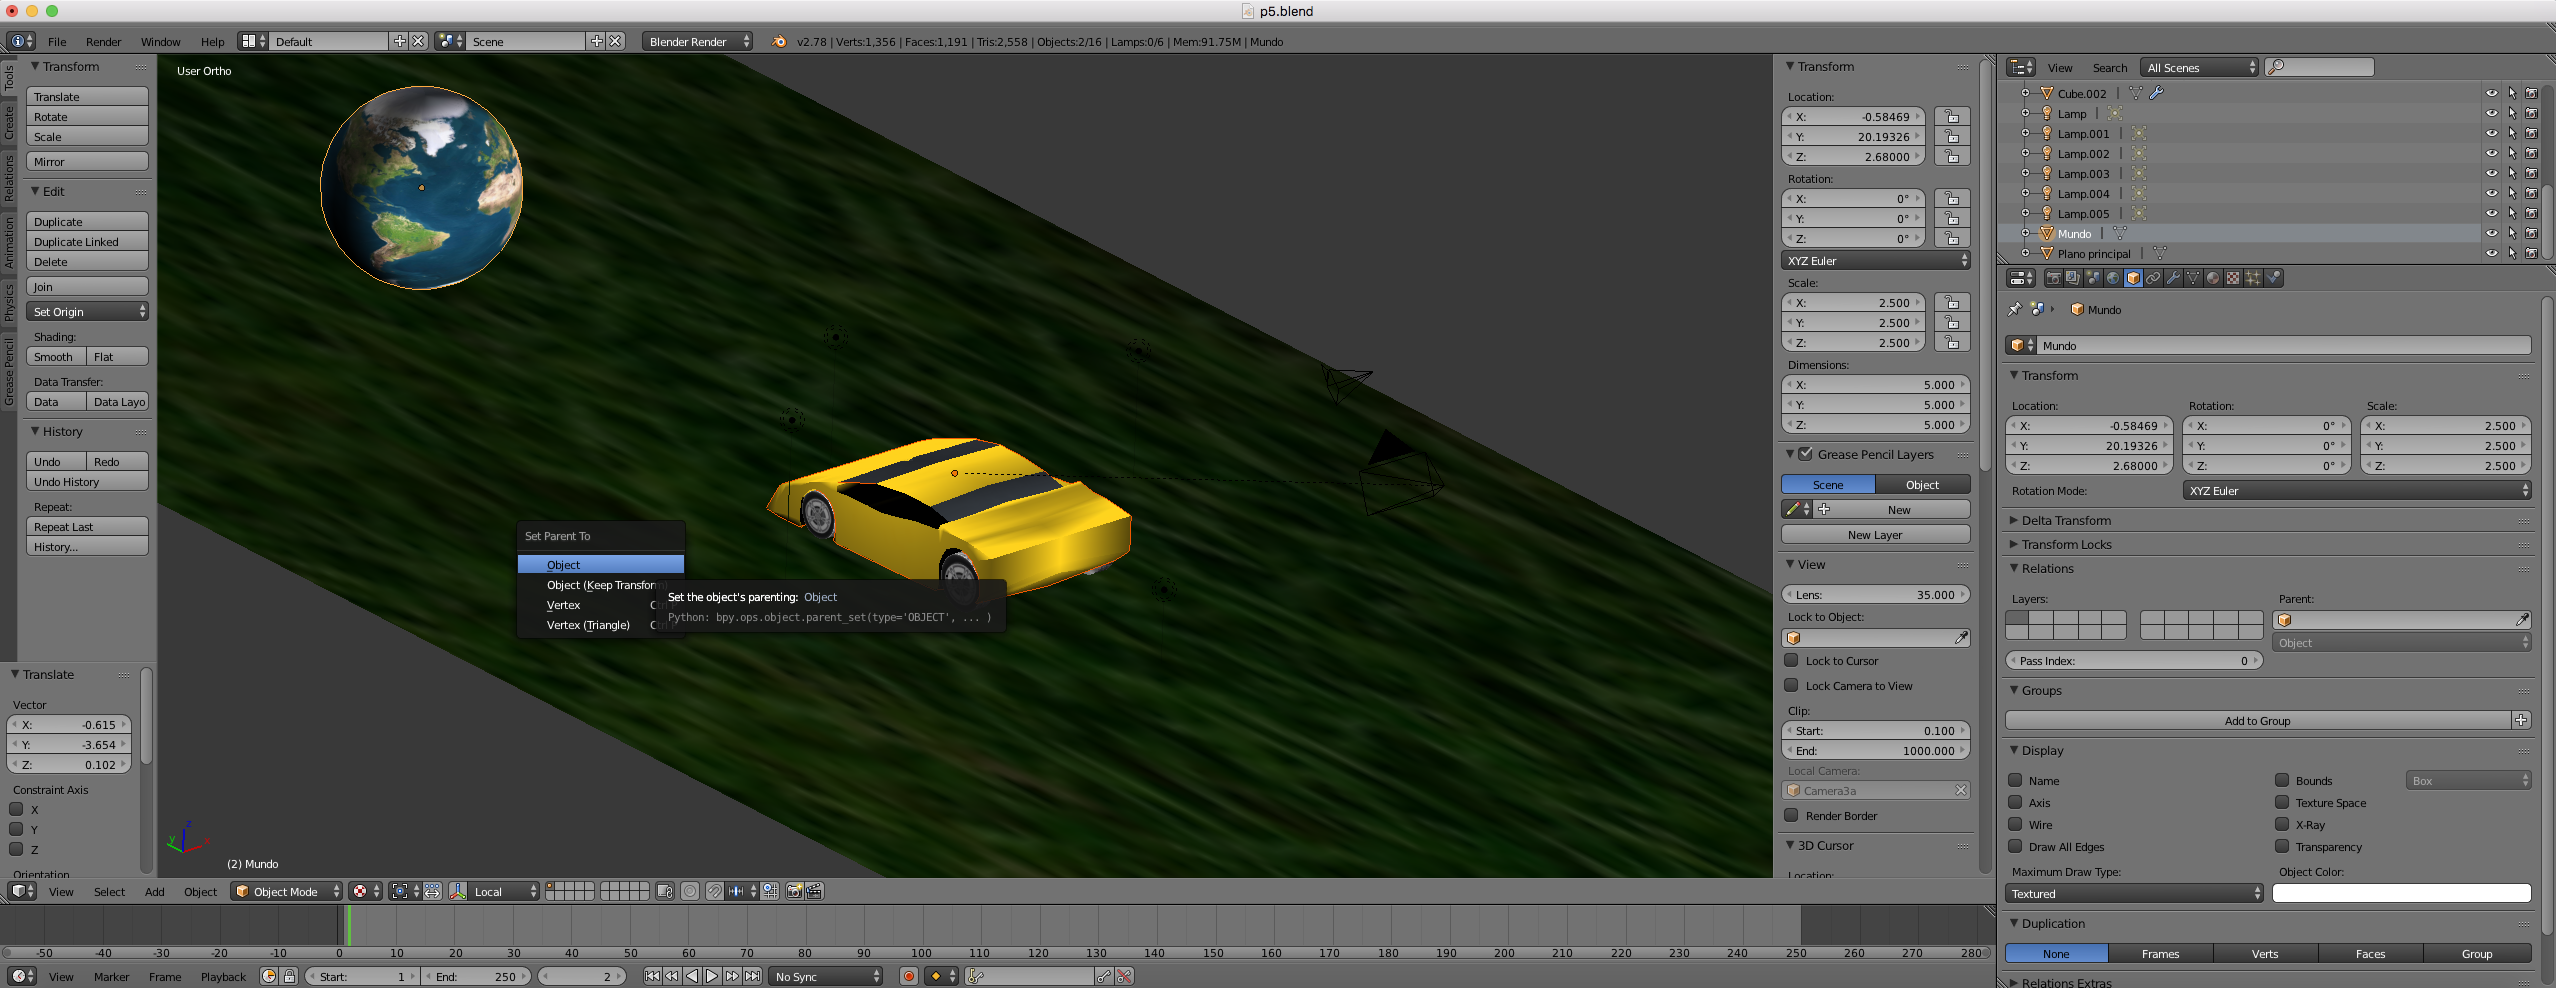 p5.blend
File Render Window Help Default Scene Blender Render v2.78 | Verts:1,356 | Faces:1,191 | Tris:2,558 | Objects:2/16 | Lamps:0/6 | Mem:91.75M | Mundo
Tools
Create
Relations
Animation
Physics
Grease Pencil
Transform
Translate
Rotate
Scale
Mirror
Edit
Duplicate
Duplicate Linked
Delete
Join
Set Origin
Shading:
Smooth Flat
Data Transfer:
Data Data Layo
History
Undo Redo
Undo History
Repeat:
Repeat Last
History...
Translate
Vector
X: -0.615
Y: -3.654
Z: 0.102
Constraint Axis
X
Y
Z
Orientation
User Ortho
Set Parent To
Object
Object (Keep Transform)
Vertex
Vertex (Triangle)
Set the object's parenting: Object
Python: bpy.ops.object.parent_set(type='OBJECT', ... )
z
y
x
(2) Mundo
View Select Add Object Object Mode Local
Transform
Location:
X: -0.58469
Y: 20.19326
Z: 2.68000
Rotation:
X: 0°
Y: 0°
Z: 0°
XYZ Euler
Scale:
X: 2.500
Y: 2.500
Z: 2.500
Dimensions:
X: 5.000
Y: 5.000
Z: 5.000
Grease Pencil Layers
Scene Object
New
New Layer
View
Lens: 35.000
Lock to Object:
Lock to Cursor
Lock Camera to View
Clip:
Start: 0.100
End: 1000.000
Local Camera:
Camera3a
Render Border
3D Cursor
Location:
View Search All Scenes
Cube.002
Lamp
Lamp.001
Lamp.002
Lamp.003
Lamp.004
Lamp.005
Mundo
Plano principal
Mundo
Mundo
Transform
Location: Rotation: Scale:
X: -0.58469 X: 0° X: 2.500
Y: 20.19326 Y: 0° Y: 2.500
Z: 2.68000 Z: 0° Z: 2.500
Rotation Mode: XYZ Euler
Delta Transform
Transform Locks
Relations
Layers: Parent:
Object
Pass Index: 0
Groups
Add to Group
Display
Name Bounds Box
Axis Texture Space
Wire X-Ray
Draw All Edges Transparency
Maximum Draw Type: Object Color:
Textured
Duplication
None Frames Verts Faces Group
Relations Extras
-50 -40 -30 -20 -10 0 10 20 30 40 50 60 70 80 90 100 110 120 130 140 150 160 170 180 190 200 210 220 230 240 250 260 270 280
View Marker Frame Playback Start: 1 End: 250 2 No Sync